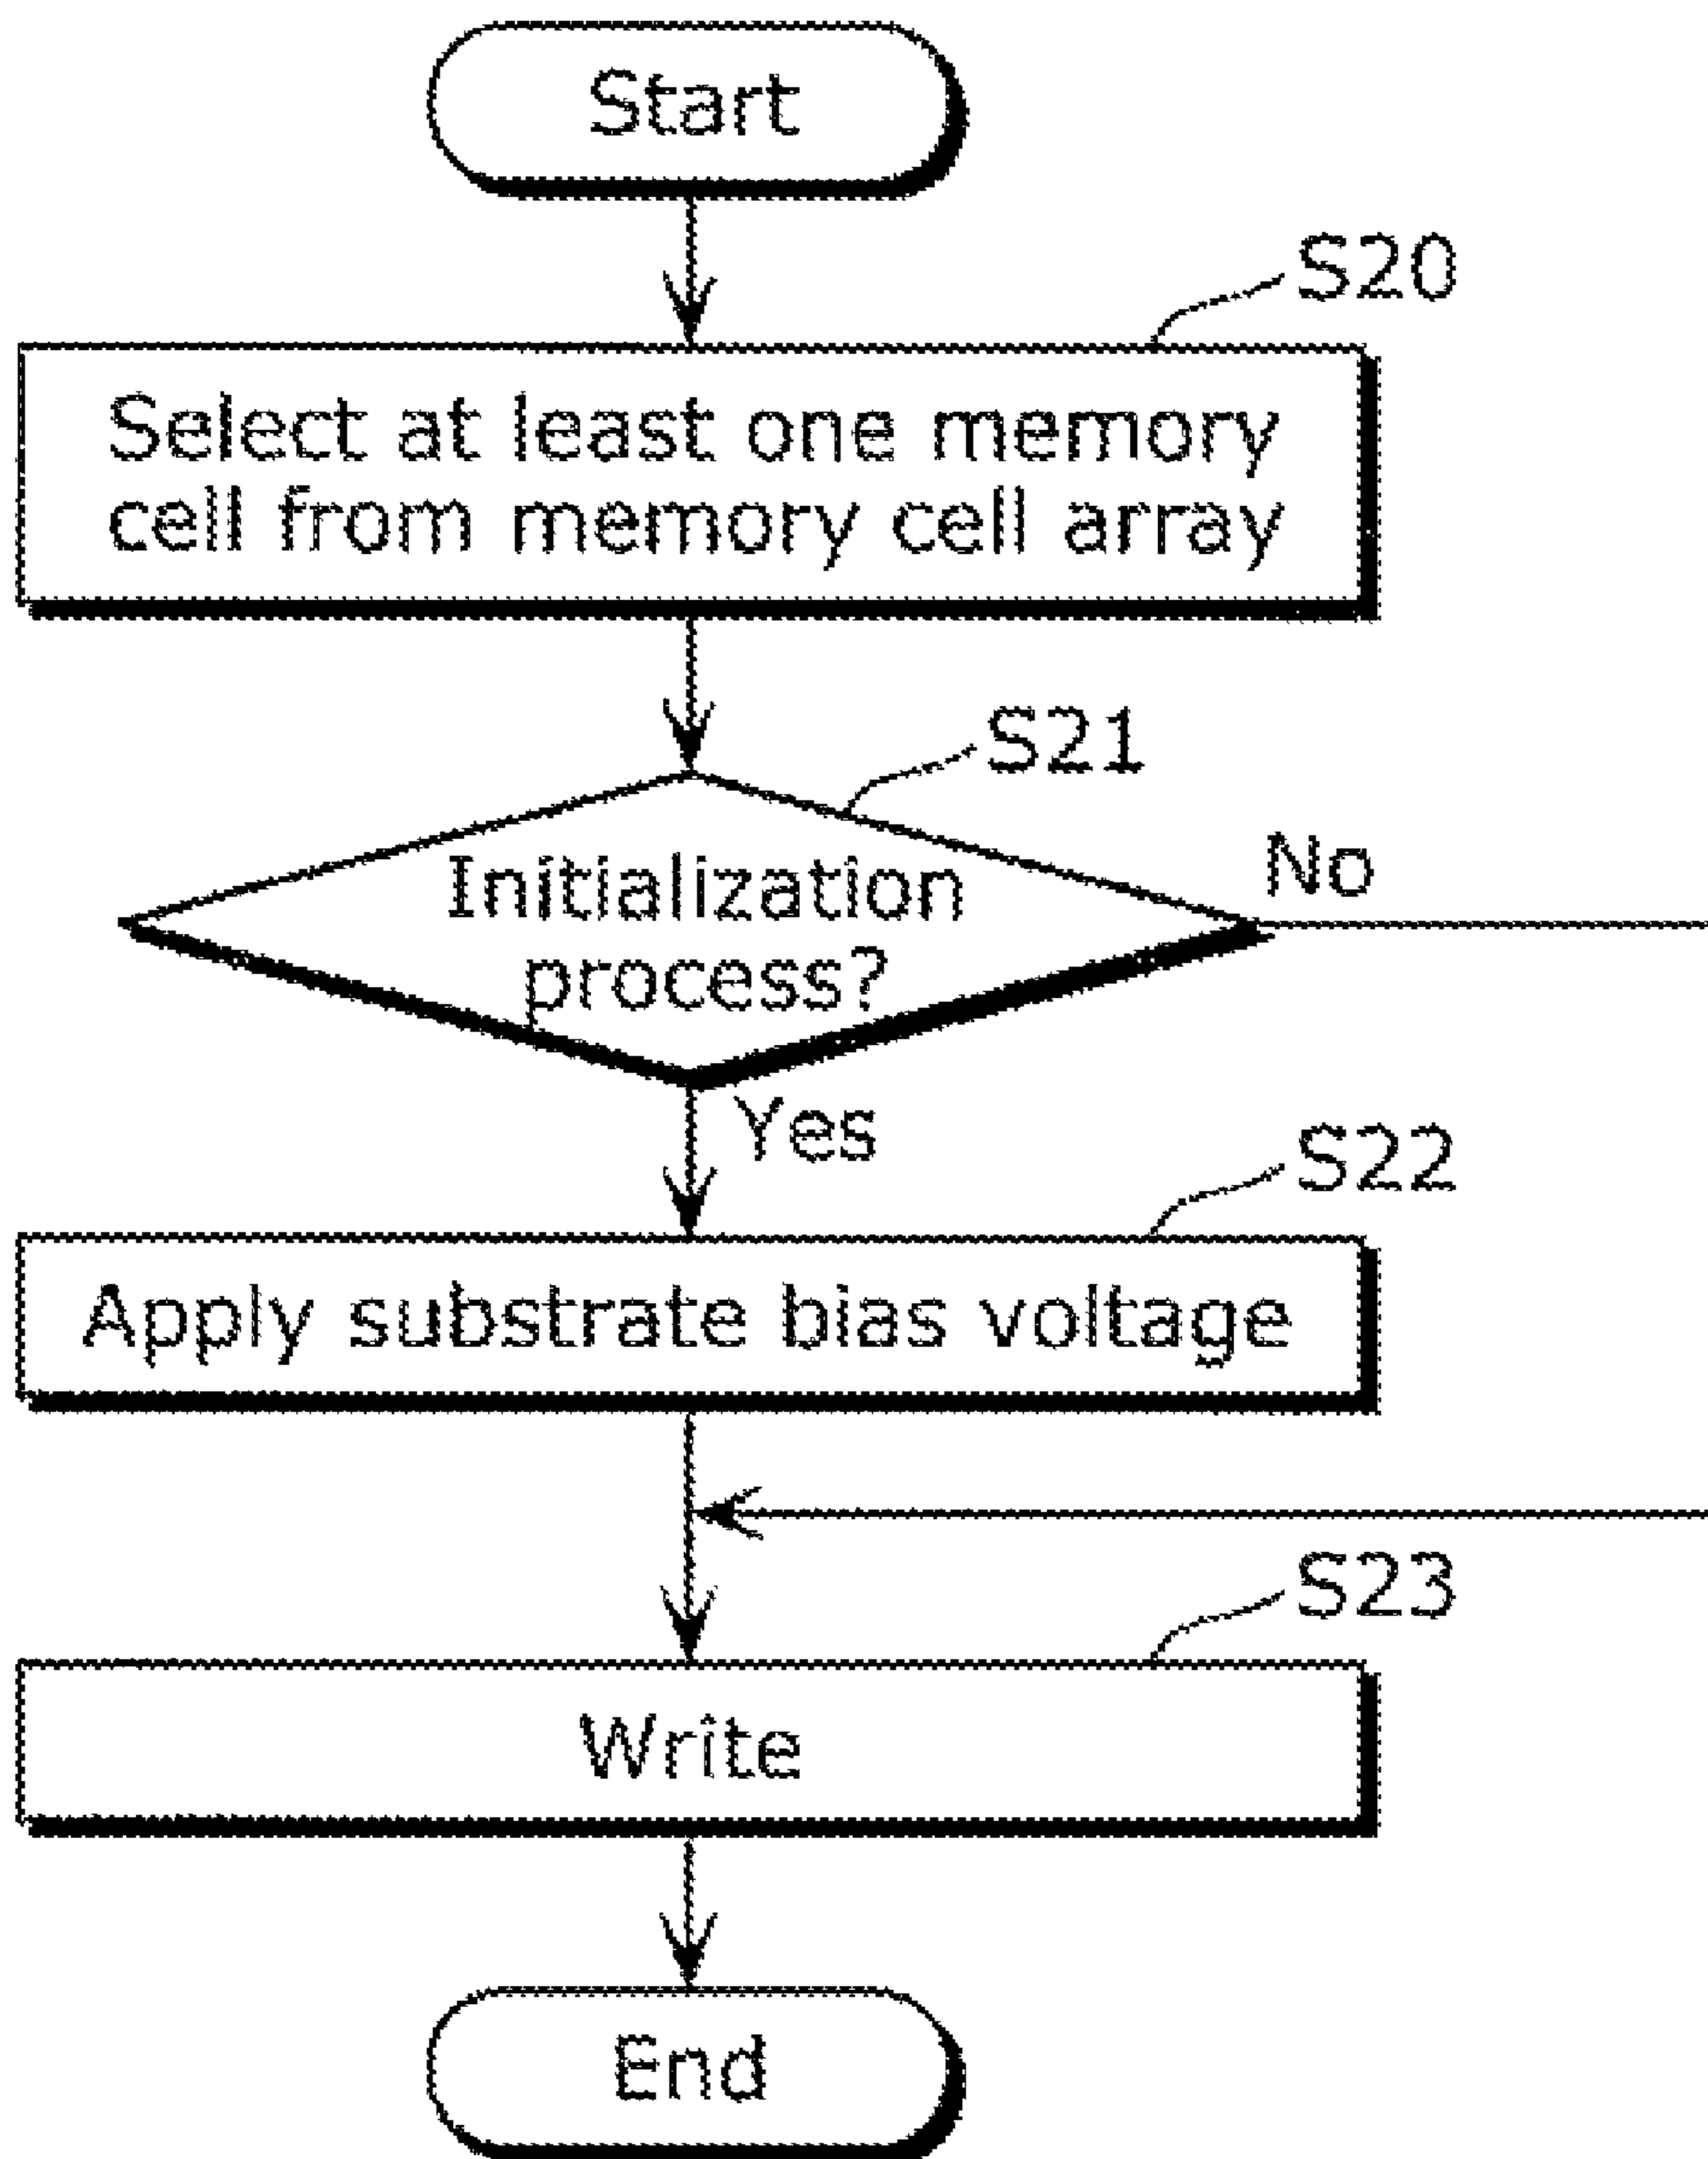 Start
S20
Select at least one memory
cell from memory cell array
S21
Initialization
process?
No
Yes
S22
Apply substrate bias voltage
S23
Write
End